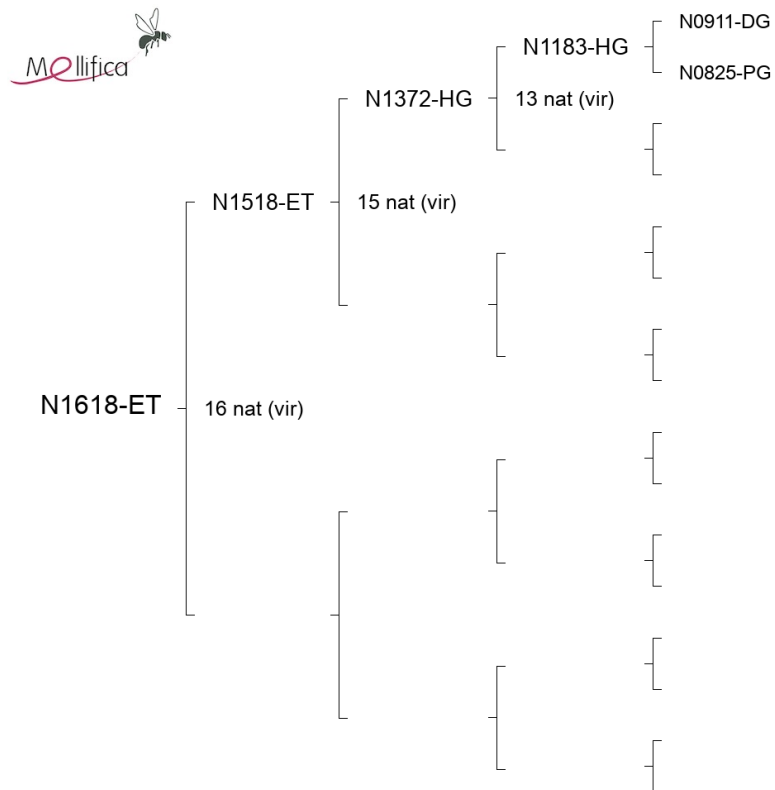 Mellifica
N0911-DG
N1183-HG
N0825-PG
N1372-HG
13 nat (vir)
N1518-ET
15 nat (vir)
N1618-ET
16 nat (vir)